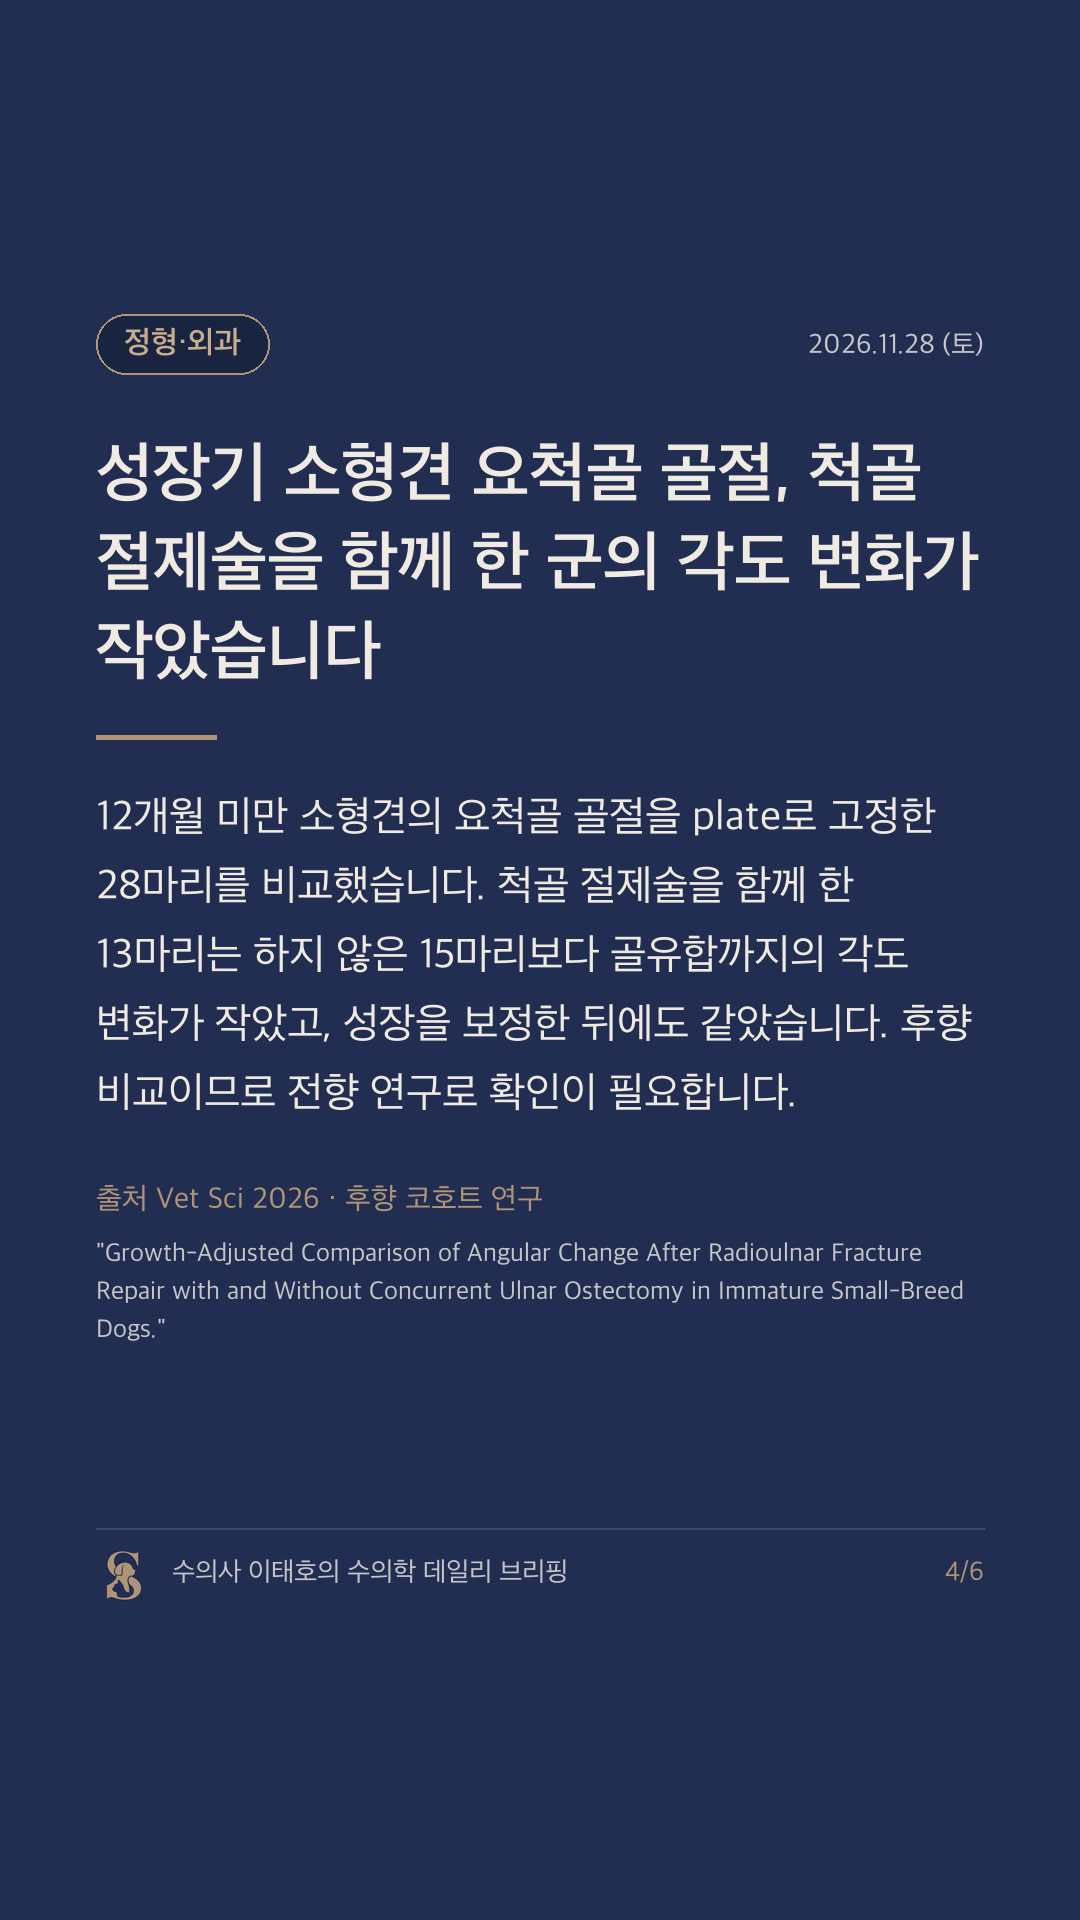 정형·외과
2026.11.28 (토)
성장기 소형견 요척골 골절, 척골
절제술을 함께 한 군의 각도 변화가
작았습니다
12개월 미만 소형견의 요척골 골절을 plate로 고정한
28마리를 비교했습니다. 척골 절제술을 함께 한
13마리는 하지 않은 15마리보다 골유합까지의 각도
변화가 작았고, 성장을 보정한 뒤에도 같았습니다. 후향
비교이므로 전향 연구로 확인이 필요합니다.
출처 Vet Sci 2026 · 후향 코호트 연구
"Growth-Adjusted Comparison of Angular Change After Radioulnar Fracture
Repair with and Without Concurrent Ulnar Ostectomy in Immature Small-Breed
Dogs."
수의사 이태호의 수의학 데일리 브리핑
4/6